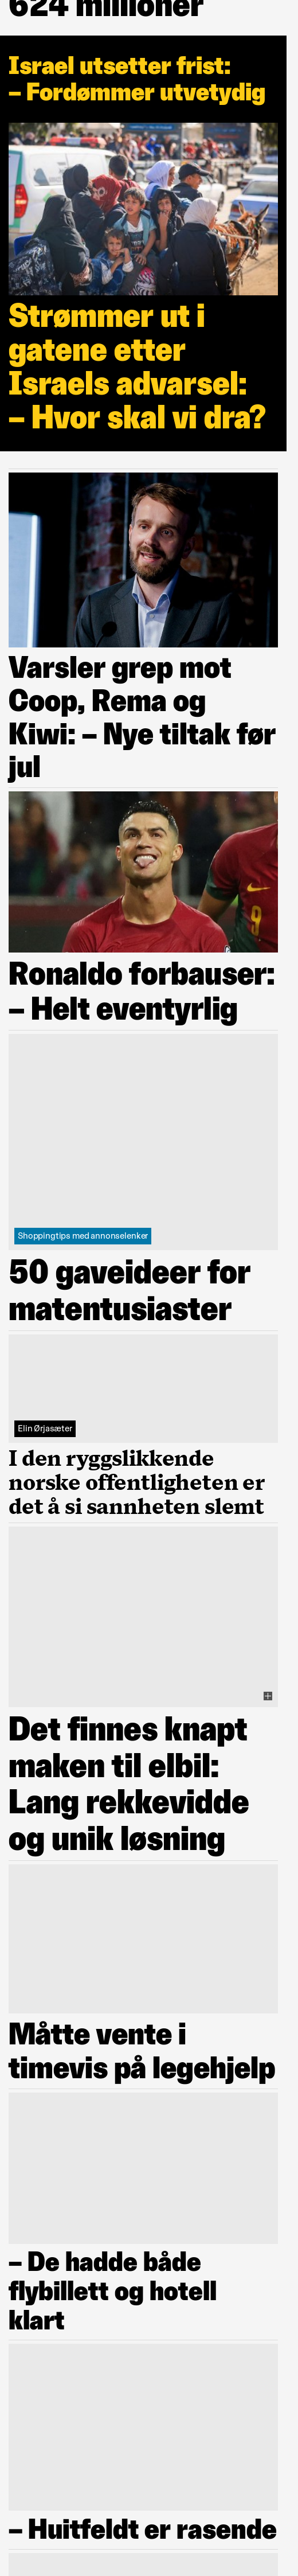 624 millioner
Israel utsetter frist:
– Fordømmer utvetydig
Strømmer ut i
gatene etter
Israels advarsel:
– Hvor skal vi dra?
Varsler grep mot
Coop, Rema og
Kiwi: – Nye tiltak før
jul
9
Ronaldo forbauser:
– Helt eventyrlig
Shoppingtips med annonselenker
50 gaveideer for
matentusiaster
Elin Ørjasæter
I den ryggslikkende
norske offentligheten er
det å si sannheten slemt
Det finnes knapt
maken til elbil:
Lang rekkevidde
og unik løsning
Måtte vente i
timevis på legehjelp
– De hadde både
flybillett og hotell
klart
– Huitfeldt er rasende